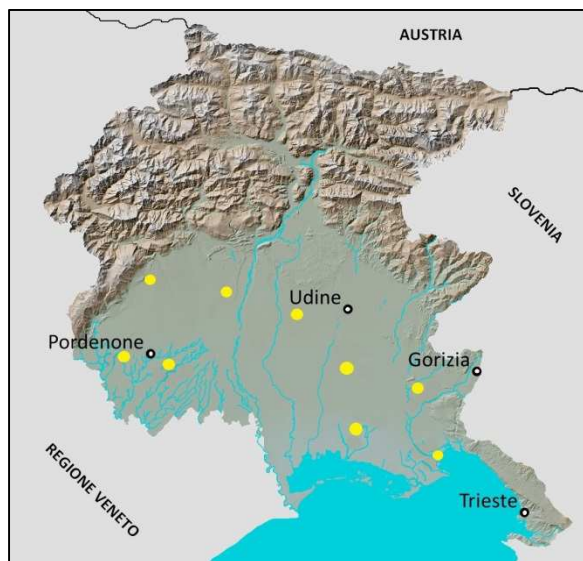 AUSTRIA
SLOVENIA
Udine
Pordenone
Gorizia
REGIONE VENETO
Trieste